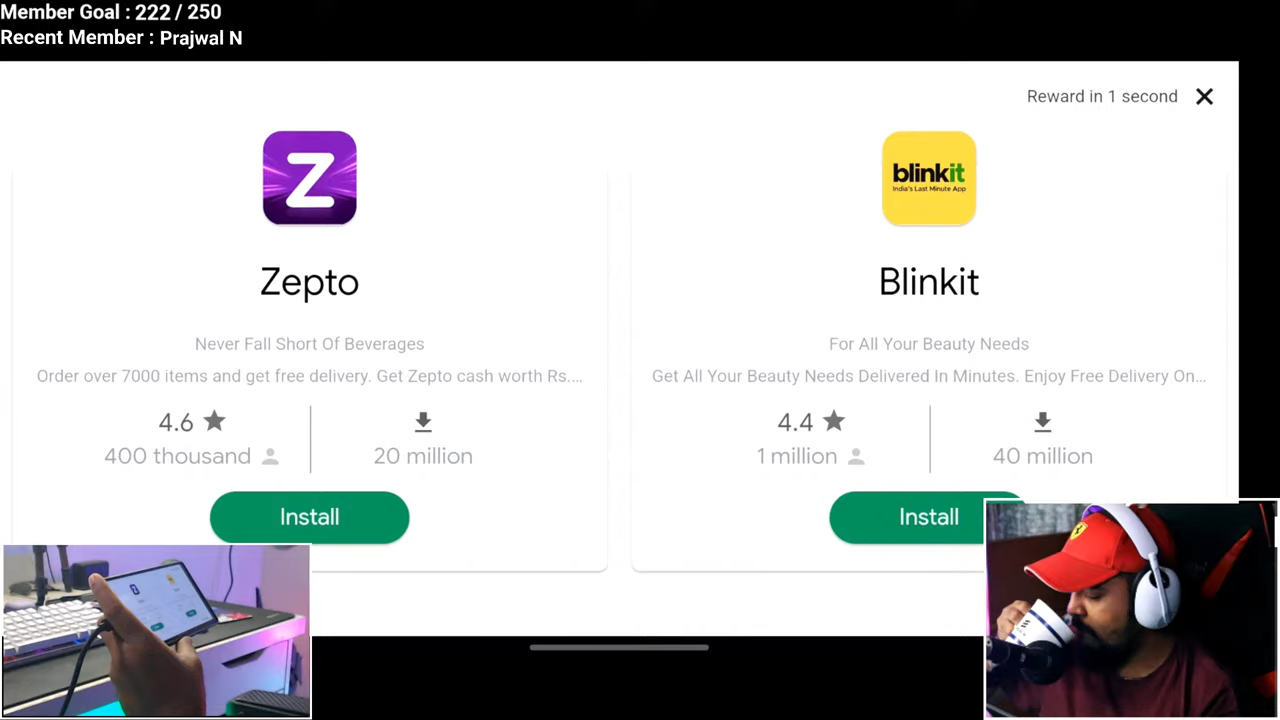 Member Goal : 222 / 250
Recent Member : Prajwal N
Reward in 1 second
Z
Zepto
Never Fall Short Of Beverages
Order over 7000 items and get free delivery. Get Zepto cash worth Rs....
4.6
400 thousand
20 million
Install
blinkit
India's Last Minute App
Blinkit
For All Your Beauty Needs
Get All Your Beauty Needs Delivered In Minutes. Enjoy Free Delivery On...
4.4
1 million
40 million
Install